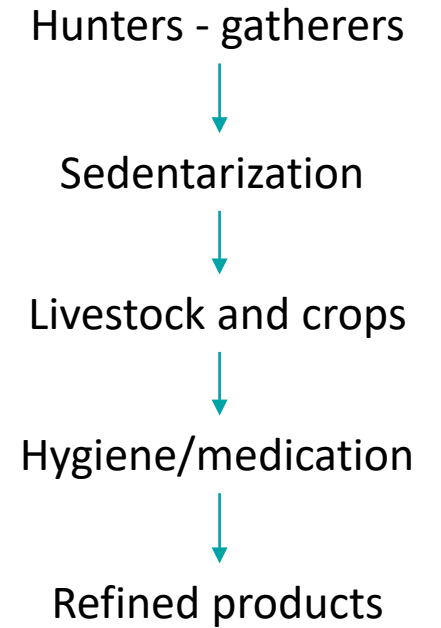 Hunters - gatherers
Sedentarization
Livestock and crops
Hygiene/medication
Refined products